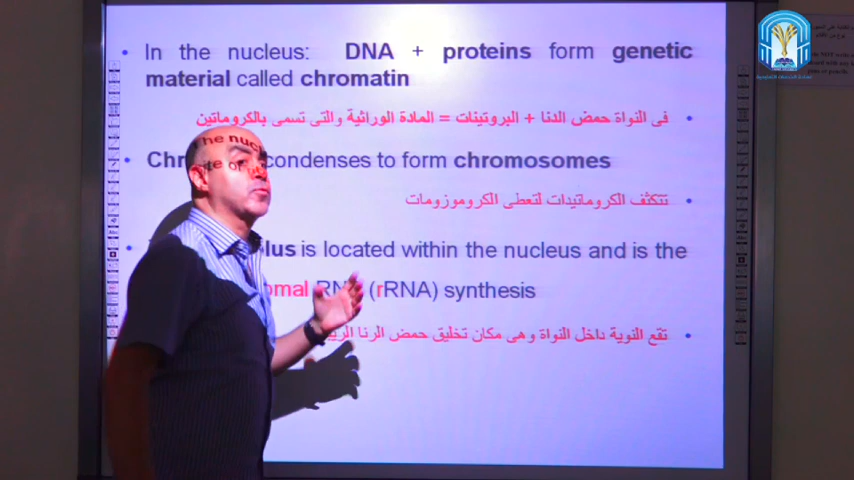 • In the nucleus: DNA + proteins form genetic
material called chromatin
• فى النواة حمض الدنا + البروتينات = المادة الوراثية والتى تسمى بالكروماتين
• condenses to form chromosomes
• تتكثف الكروماتيدات لتعطى الكروموزومات
• is located within the nucleus and is the
(rRNA) synthesis
• تقع النوية داخل النواة وهى مكان تخليق حمض الرنا